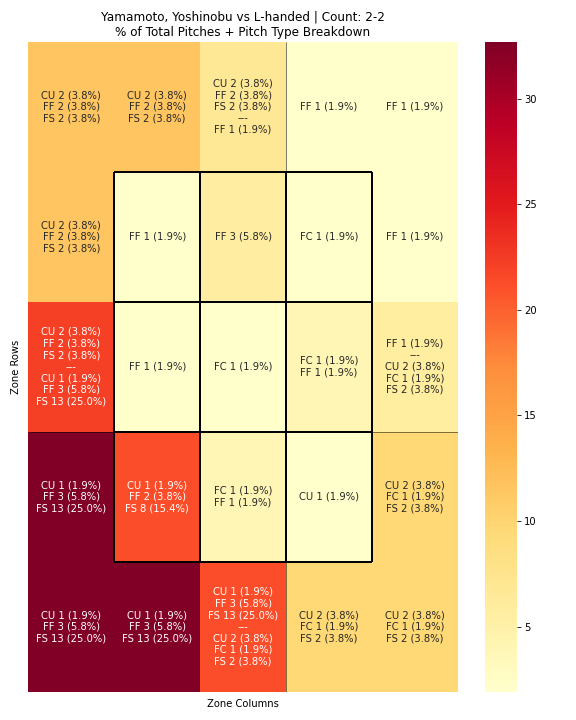 Yamamoto, Yoshinobu vs L-handed | Count: 2-2
% of Total Pitches + Pitch Type Breakdown
CU 2 (3.8%)
FF 2 (3.8%)
FS 2 (3.8%)
CU 2 (3.8%)
FF 2 (3.8%)
FS 2 (3.8%)
CU 2 (3.8%)
FF 2 (3.8%)
FS 2 (3.8%)
---
FF 1 (1.9%)
FF 1 (1.9%)
FF 1 (1.9%)
CU 2 (3.8%)
FF 2 (3.8%)
FS 2 (3.8%)
FF 1 (1.9%)
FF 3 (5.8%)
FC 1 (1.9%)
FF 1 (1.9%)
CU 2 (3.8%)
FF 2 (3.8%)
FS 2 (3.8%)
---
CU 1 (1.9%)
FF 3 (5.8%)
FS 13 (25.0%)
FF 1 (1.9%)
FC 1 (1.9%)
FC 1 (1.9%)
FF 1 (1.9%)
FF 1 (1.9%)
---
CU 2 (3.8%)
FC 1 (1.9%)
FS 2 (3.8%)
CU 1 (1.9%)
FF 3 (5.8%)
FS 13 (25.0%)
CU 1 (1.9%)
FF 2 (3.8%)
FS 8 (15.4%)
FC 1 (1.9%)
FF 1 (1.9%)
CU 1 (1.9%)
CU 2 (3.8%)
FC 1 (1.9%)
FS 2 (3.8%)
CU 1 (1.9%)
FF 3 (5.8%)
FS 13 (25.0%)
CU 1 (1.9%)
FF 3 (5.8%)
FS 13 (25.0%)
CU 1 (1.9%)
FF 3 (5.8%)
FS 13 (25.0%)
---
CU 2 (3.8%)
FC 1 (1.9%)
FS 2 (3.8%)
CU 2 (3.8%)
FC 1 (1.9%)
FS 2 (3.8%)
CU 2 (3.8%)
FC 1 (1.9%)
FS 2 (3.8%)
Zone Rows
Zone Columns
30
25
20
15
10
5